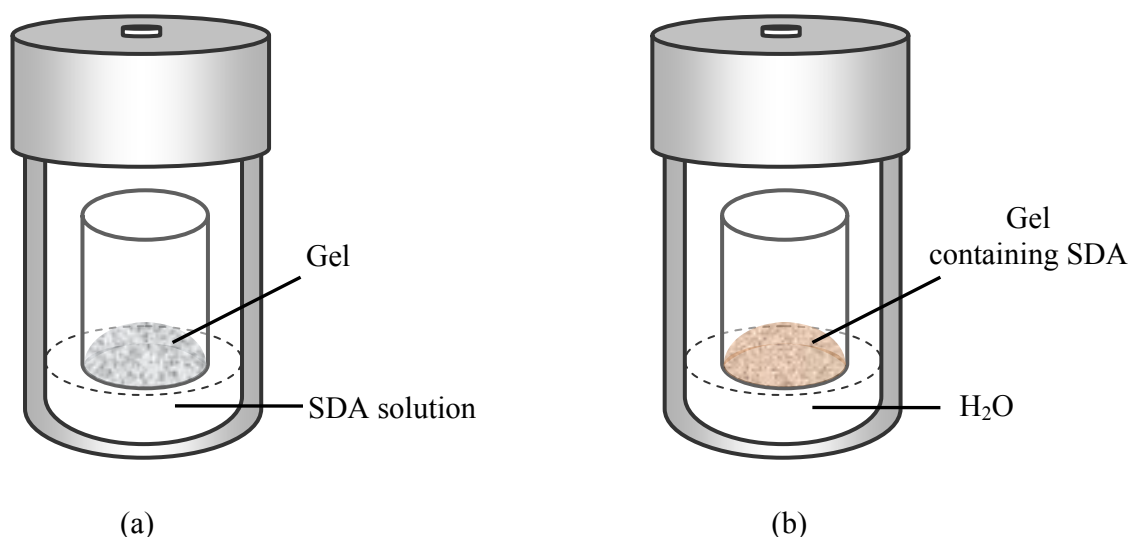 Gel
SDA solution
(a)
Gel
containing SDA
H₂O
(b)